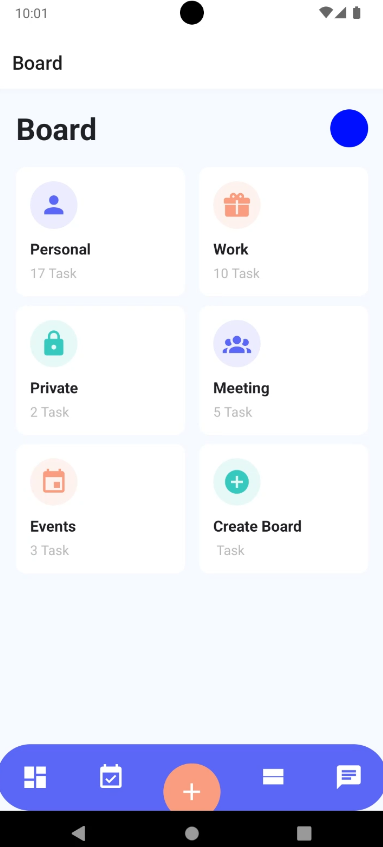 10:01
Board
Board
Personal
17 Task
Work
10 Task
Private
2 Task
Meeting
5 Task
Events
3 Task
Create Board
Task